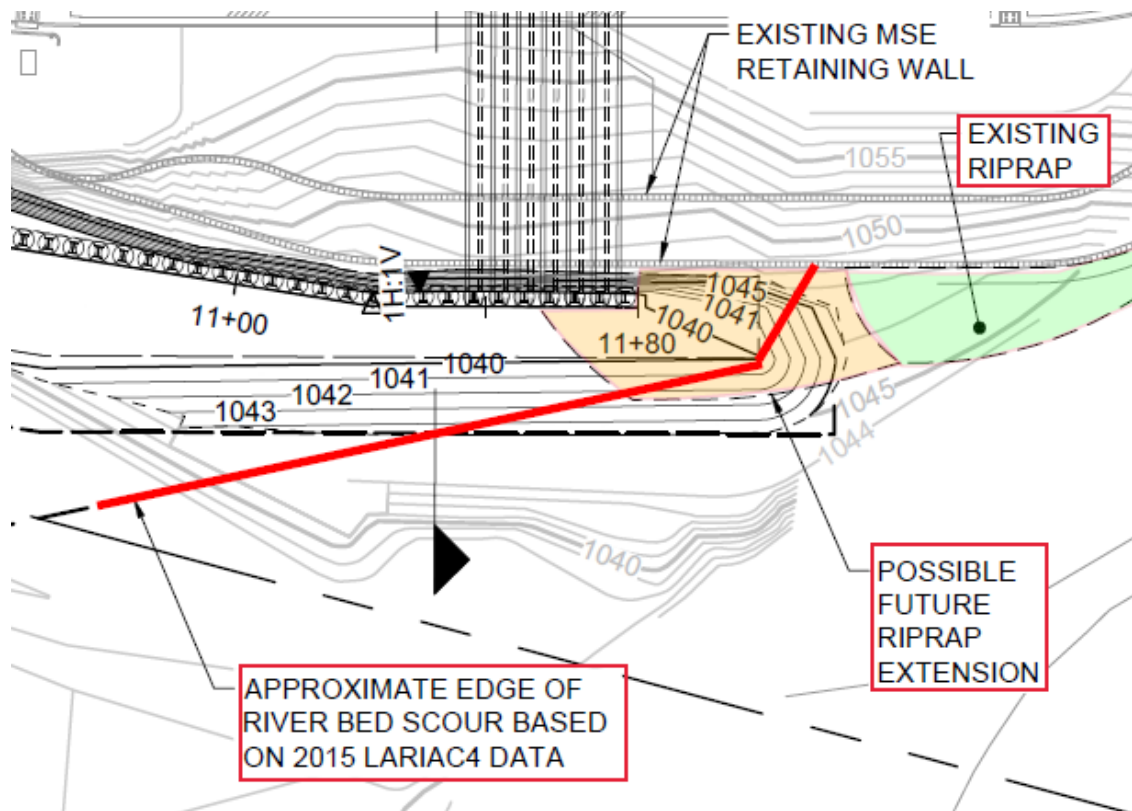 EXISTING MSE
RETAINING WALL
EXISTING
RIPRAP
1055
1050
1H:1V
1045
1041
1040
11+00
11+80
1040
1041
1042
1043
1045
1044
1040
POSSIBLE
FUTURE
RIPRAP
EXTENSION
APPROXIMATE EDGE OF
RIVER BED SCOUR BASED
ON 2015 LARIAC4 DATA